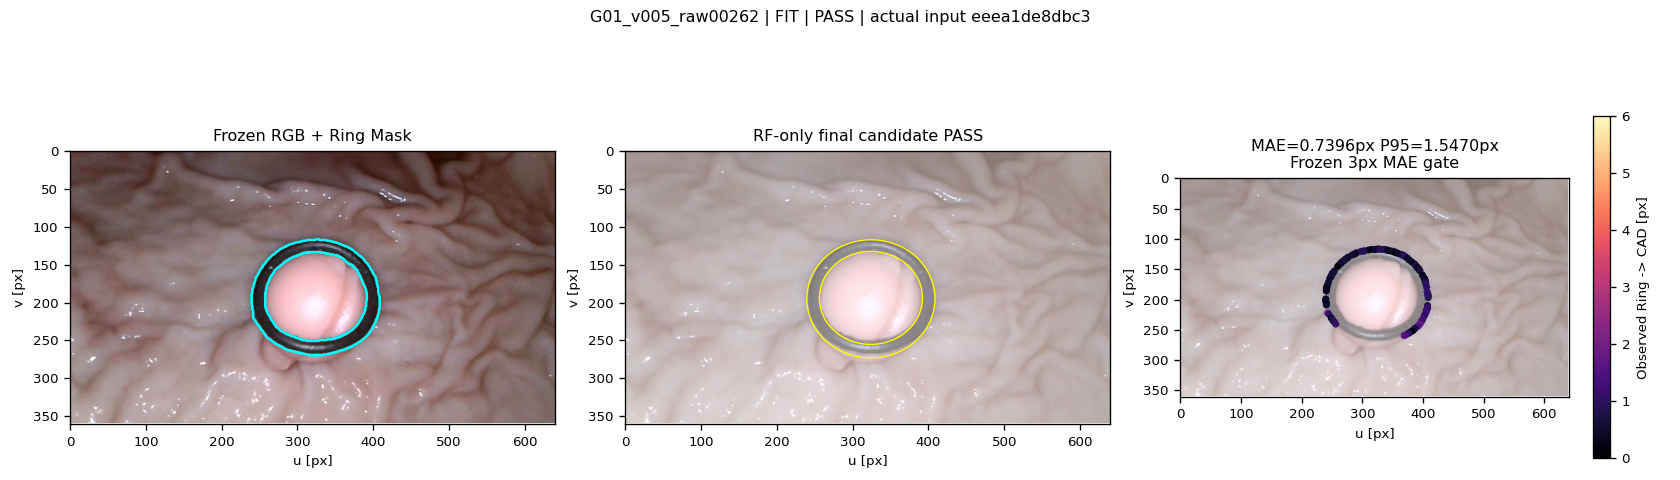 G01_v005_raw00262 | FIT | PASS | actual input eeea1de8dbc3
Frozen RGB + Ring Mask
0
50
100
150
200
250
300
350
v [px]
0 100 200 300 400 500 600
u [px]
RF-only final candidate PASS
0
50
100
150
200
250
300
350
v [px]
0 100 200 300 400 500 600
u [px]
MAE=0.7396px P95=1.5470px
Frozen 3px MAE gate
0
50
100
150
200
250
300
350
v [px]
0 100 200 300 400 500 600
u [px]
6
5
4
3
2
1
0
Observed Ring -> CAD [px]